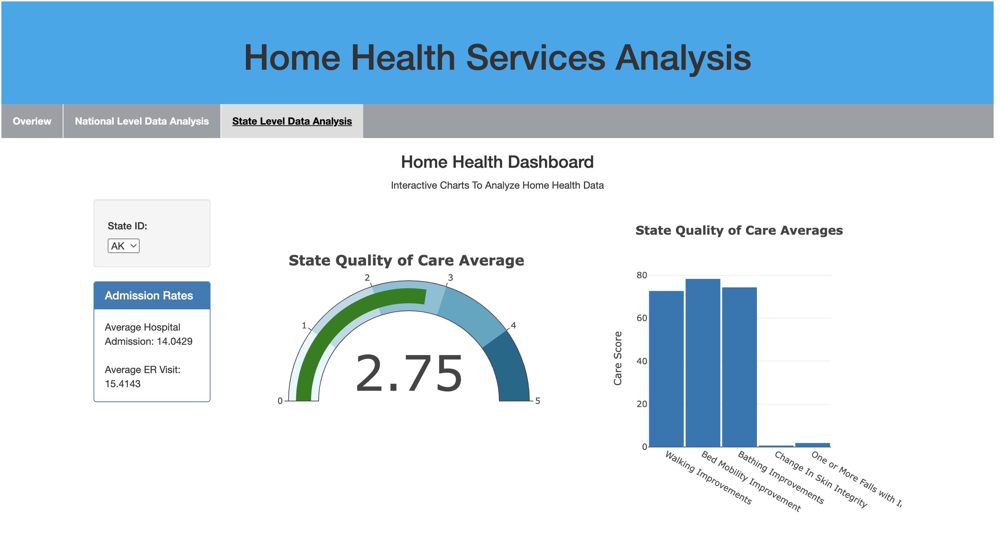 Home Health Services Analysis
Overiew
National Level Data Analysis
State Level Data Analysis
Home Health Dashboard
Interactive Charts To Analyze Home Health Data
State ID:
AK
Admission Rates
Average Hospital
Admission: 14.0429
Average ER Visit:
15.4143
State Quality of Care Average
0
1
2
3
4
5
2.75
State Quality of Care Averages
Care Score
80
60
40
20
0
Walking Improvements
Bed Mobility Improvement
Bathing Improvements
Change In Skin Integrity
One or More Falls with